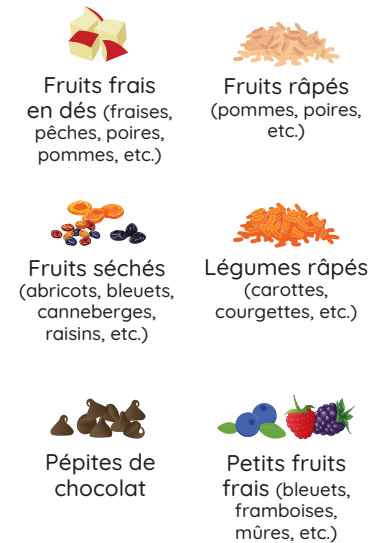 Fruits frais
en dés (fraises,
pêches, poires,
pommes, etc.)
Fruits râpés
(pommes, poires,
etc.)
Fruits séchés
(abricots, bleuets,
canneberges,
raisins, etc.)
Légumes râpés
(carottes,
courgettes, etc.)
Pépites de
chocolat
Petits fruits
frais (bleuets,
framboises,
mûres, etc.)